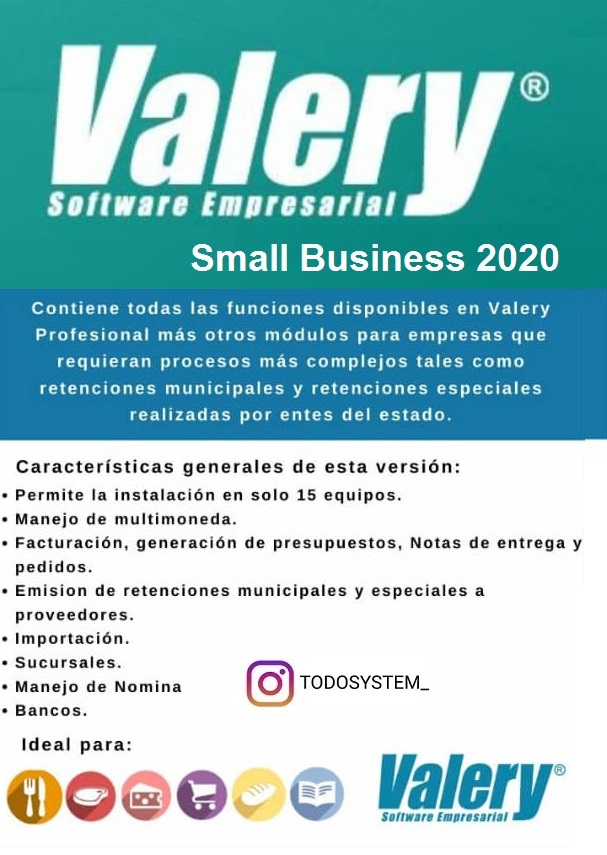 Valery®
Software Empresarial
Small Business 2020
Contiene todas las funciones disponibles en Valery
Profesional más otros módulos para empresas que
requieran procesos más complejos tales como
retenciones municipales y retenciones especiales
realizadas por entes del estado.
Características generales de esta versión:
• Permite la instalación en solo 15 equipos.
• Manejo de multimoneda.
• Facturación, generación de presupuestos, Notas de entrega y
pedidos.
• Emision de retenciones municipales y especiales a
proveedores.
• Importación.
• Sucursales.
• Manejo de Nomina
• Bancos.
TODOSYSTEM_
Ideal para:
Valery®
Software Empresarial